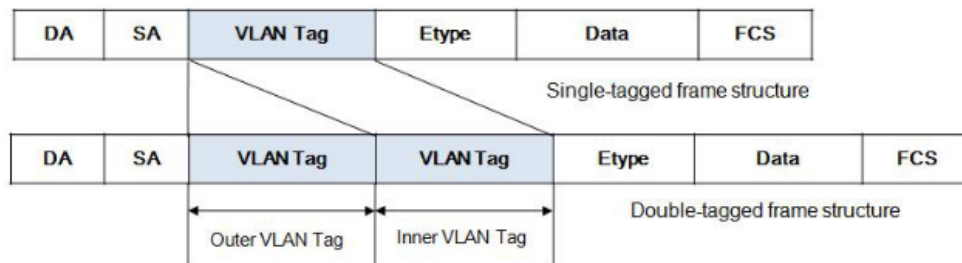 DA SA VLAN Tag Etype Data FCS
Single-tagged frame structure
DA SA VLAN Tag VLAN Tag Etype Data FCS
Double-tagged frame structure
Outer VLAN Tag Inner VLAN Tag